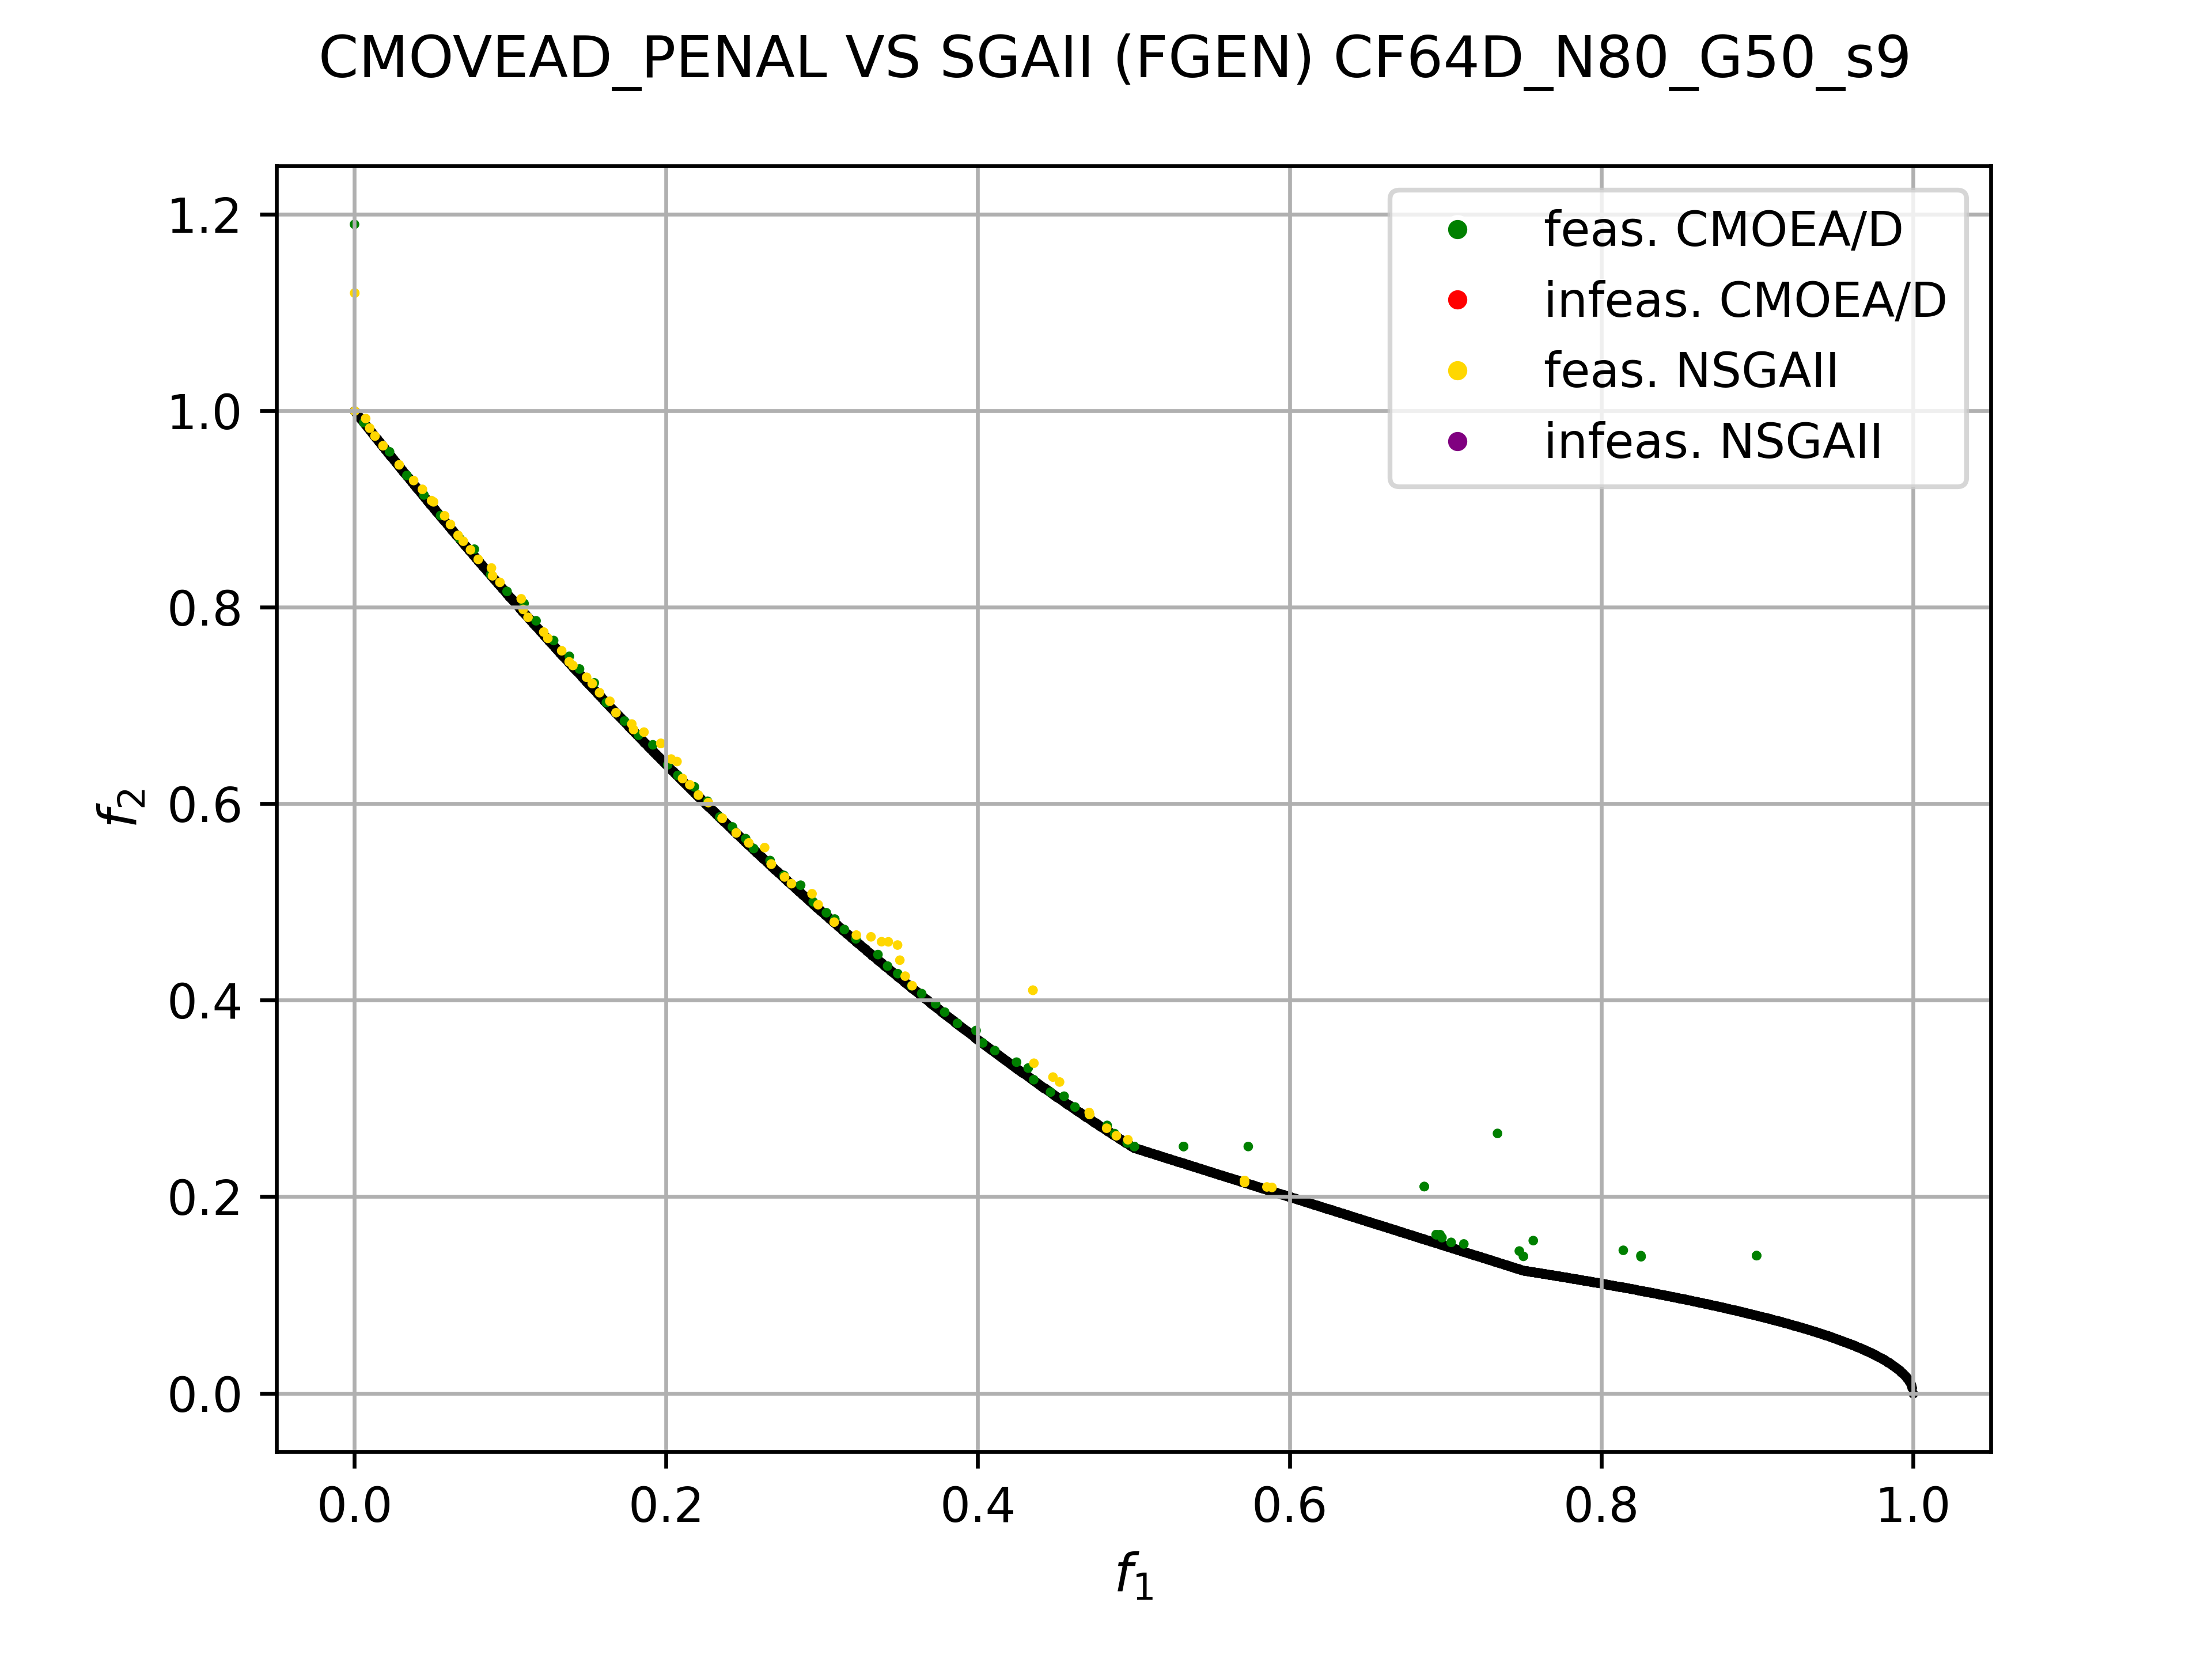 CMOVEAD_PENAL VS SGAII (FGEN) CF64D_N80_G50_s9
feas. CMOEA/D
infeas. CMOEA/D
feas. NSGAII
infeas. NSGAII
1.2
1.0
0.8
0.6
0.4
0.2
0.0
f2
0.0 0.2 0.4 0.6 0.8 1.0
f1